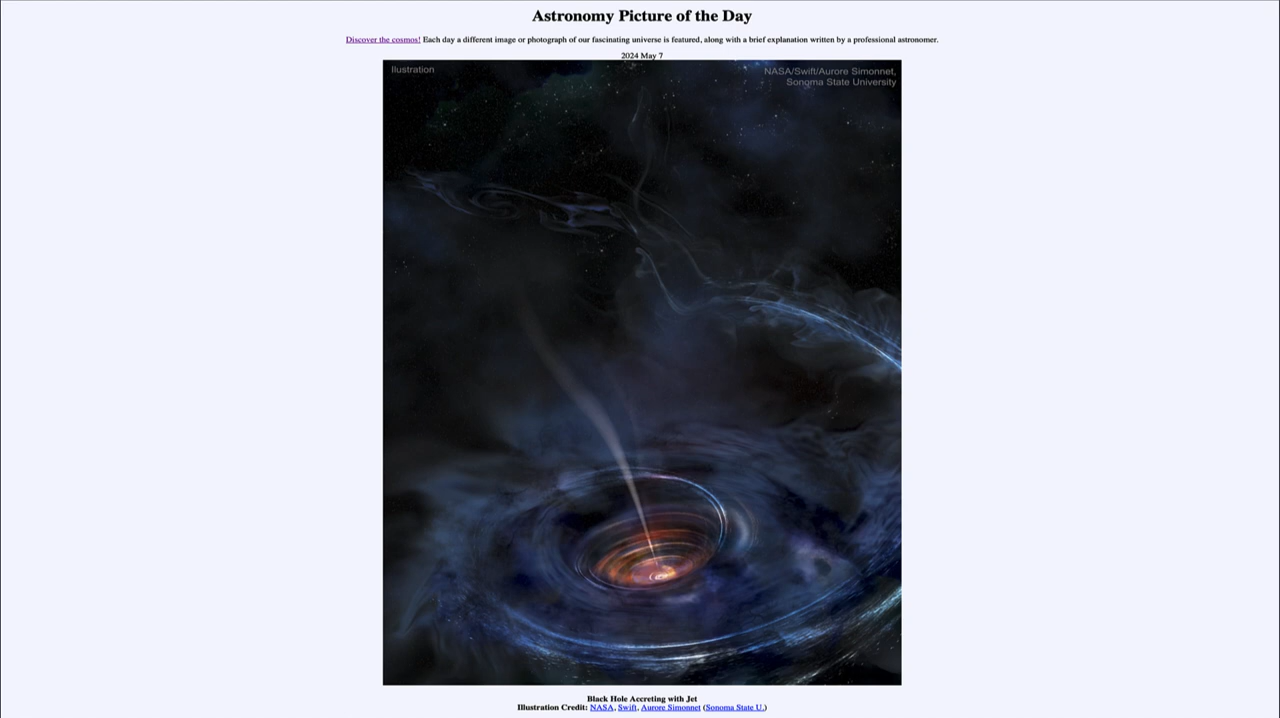 Astronomy Picture of the Day
Discover the cosmos! Each day a different image or photograph of our fascinating universe is featured, along with a brief explanation written by a professional astronomer.
2024 May 7
Ilustration
NASA/Swift/Aurore Simonnet,
Sonoma State University
Black Hole Accreting with Jet
Illustration Credit: NASA, Swift, Aurore Simonnet (Sonoma State U.)